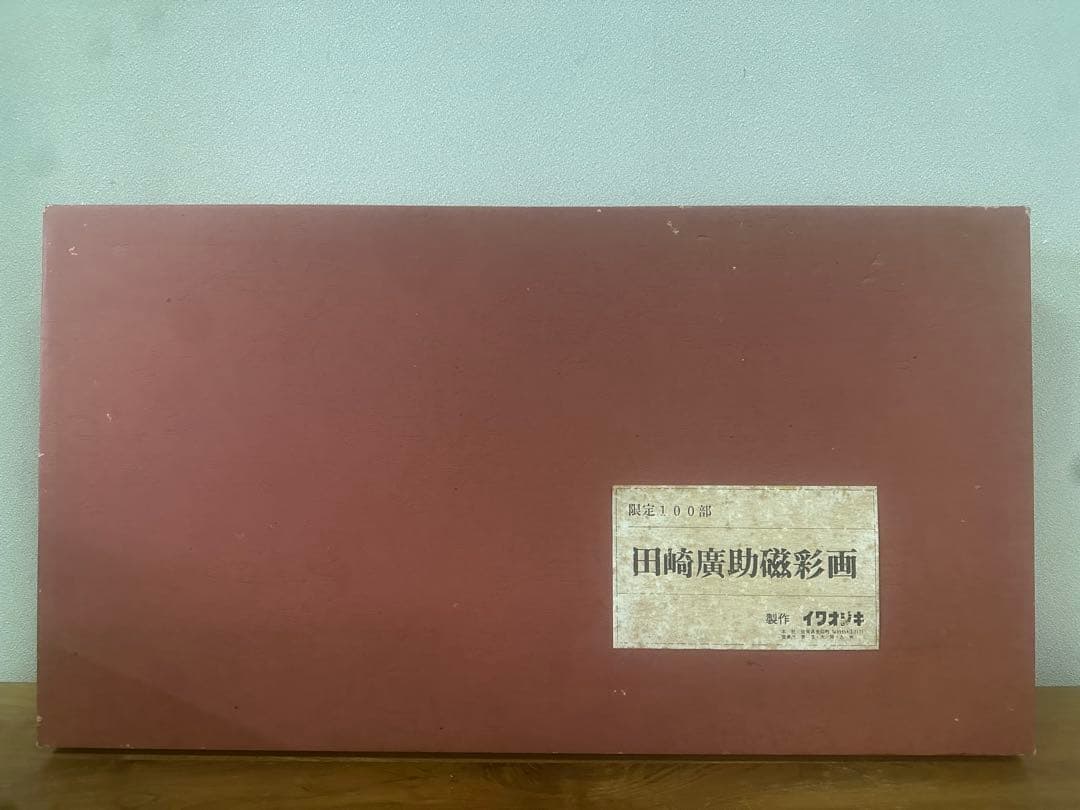 限定１００部
田崎廣助磁彩画
製作 イワオジキ